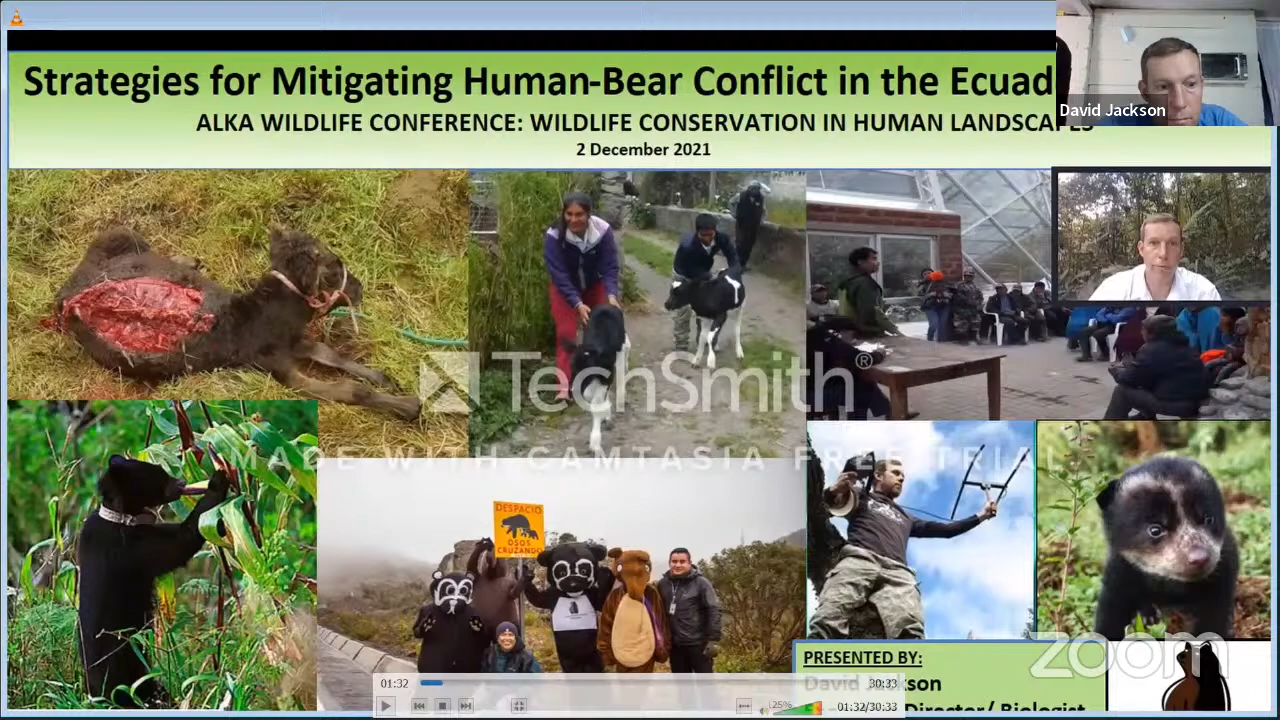 Strategies for Mitigating Human-Bear Conflict in the Ecuad
ALKA WILDLIFE CONFERENCE: WILDLIFE CONSERVATION IN HUMAN LANDSCAPES
2 December 2021
David Jackson
TechSmith®
MADE WITH CAMTASIA FREE TRIAL
DESPACIO
OSOS
CRUZANDO
zoom
PRESENTED BY:
David Jackson
Director/ Biologist
01:32
30:33
125%
01:32/30:33